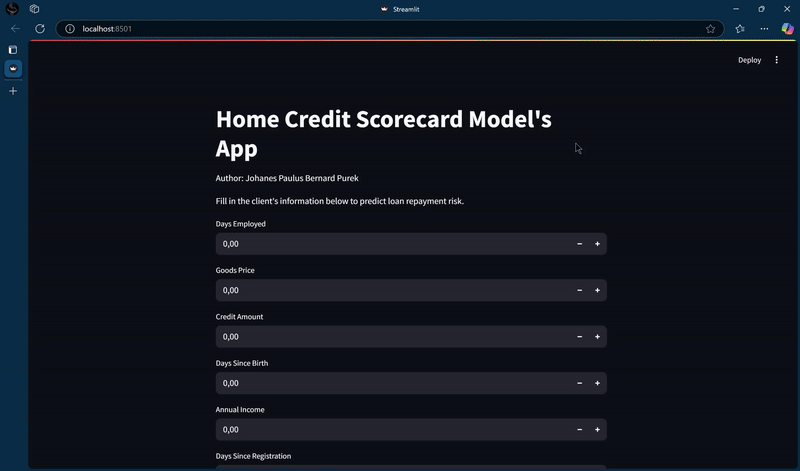 Streamlit
localhost:8501
Deploy
Home Credit Scorecard Model's
App
Author: Johanes Paulus Bernard Purek
Fill in the client's information below to predict loan repayment risk.
Days Employed
0,00
Goods Price
0,00
Credit Amount
0,00
Days Since Birth
0,00
Annual Income
0,00
Days Since Registration